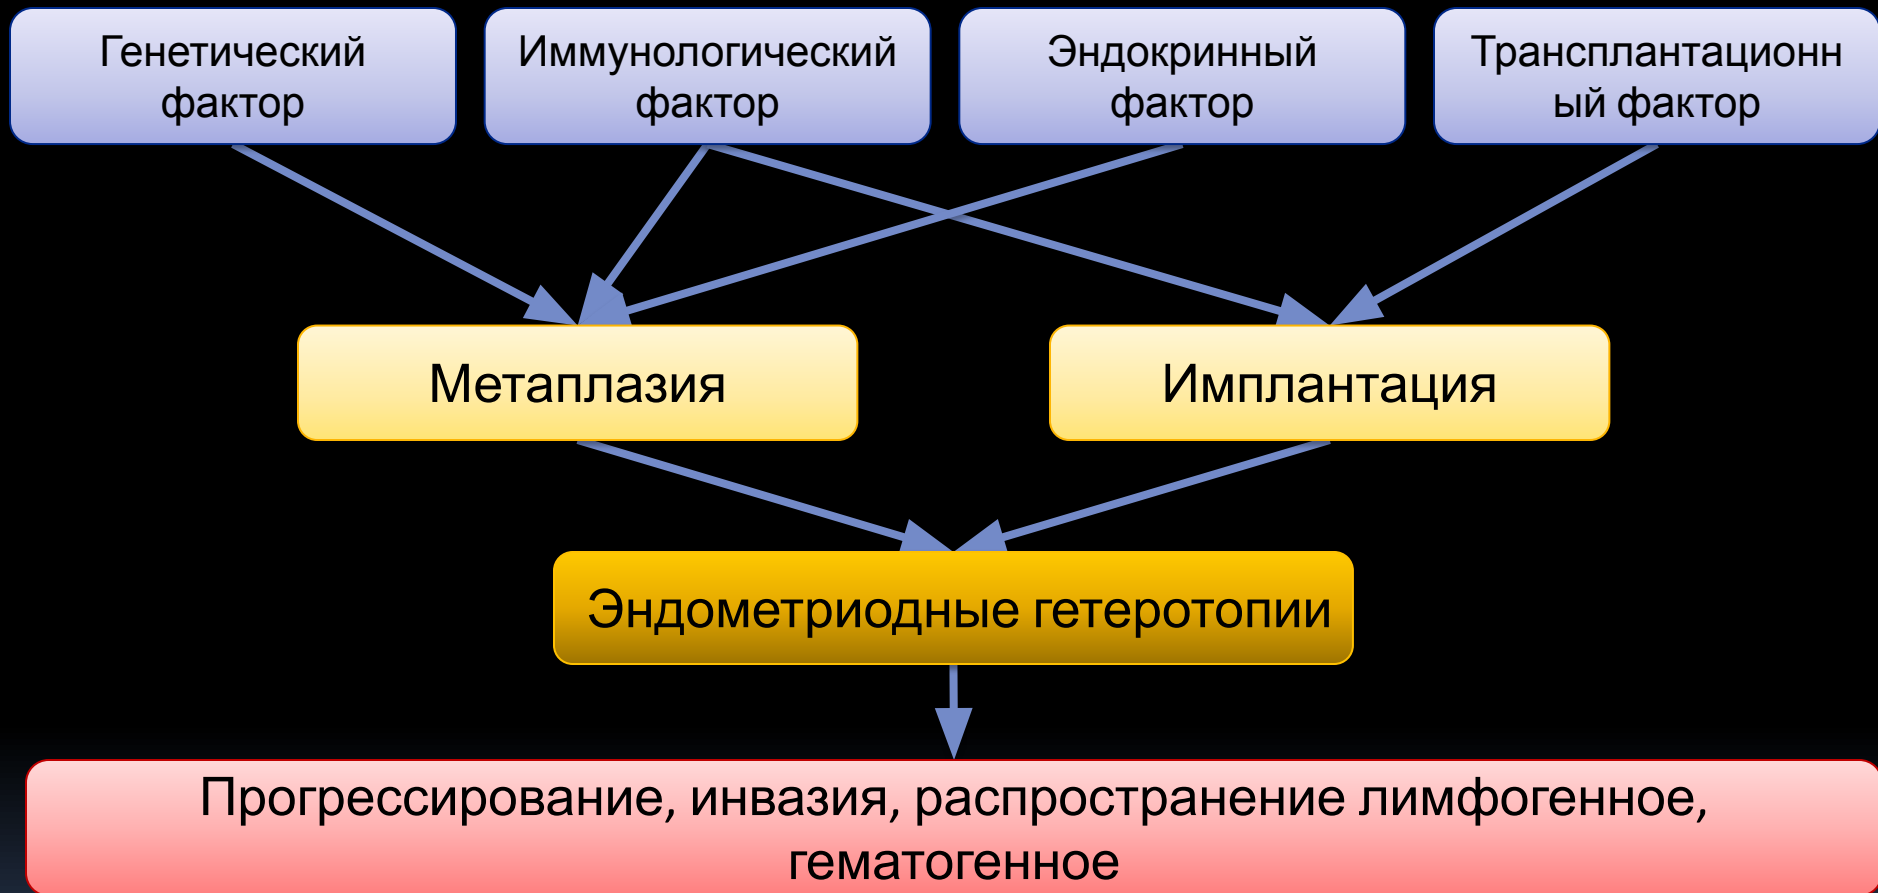 Генетический
фактор
Иммунологический
фактор
Эндокринный
фактор
Трансплантационн
ый фактор
Метаплазия
Имплантация
Эндометриодные гетеротопии
Прогрессирование, инвазия, распространение лимфогенное,
гематогенное